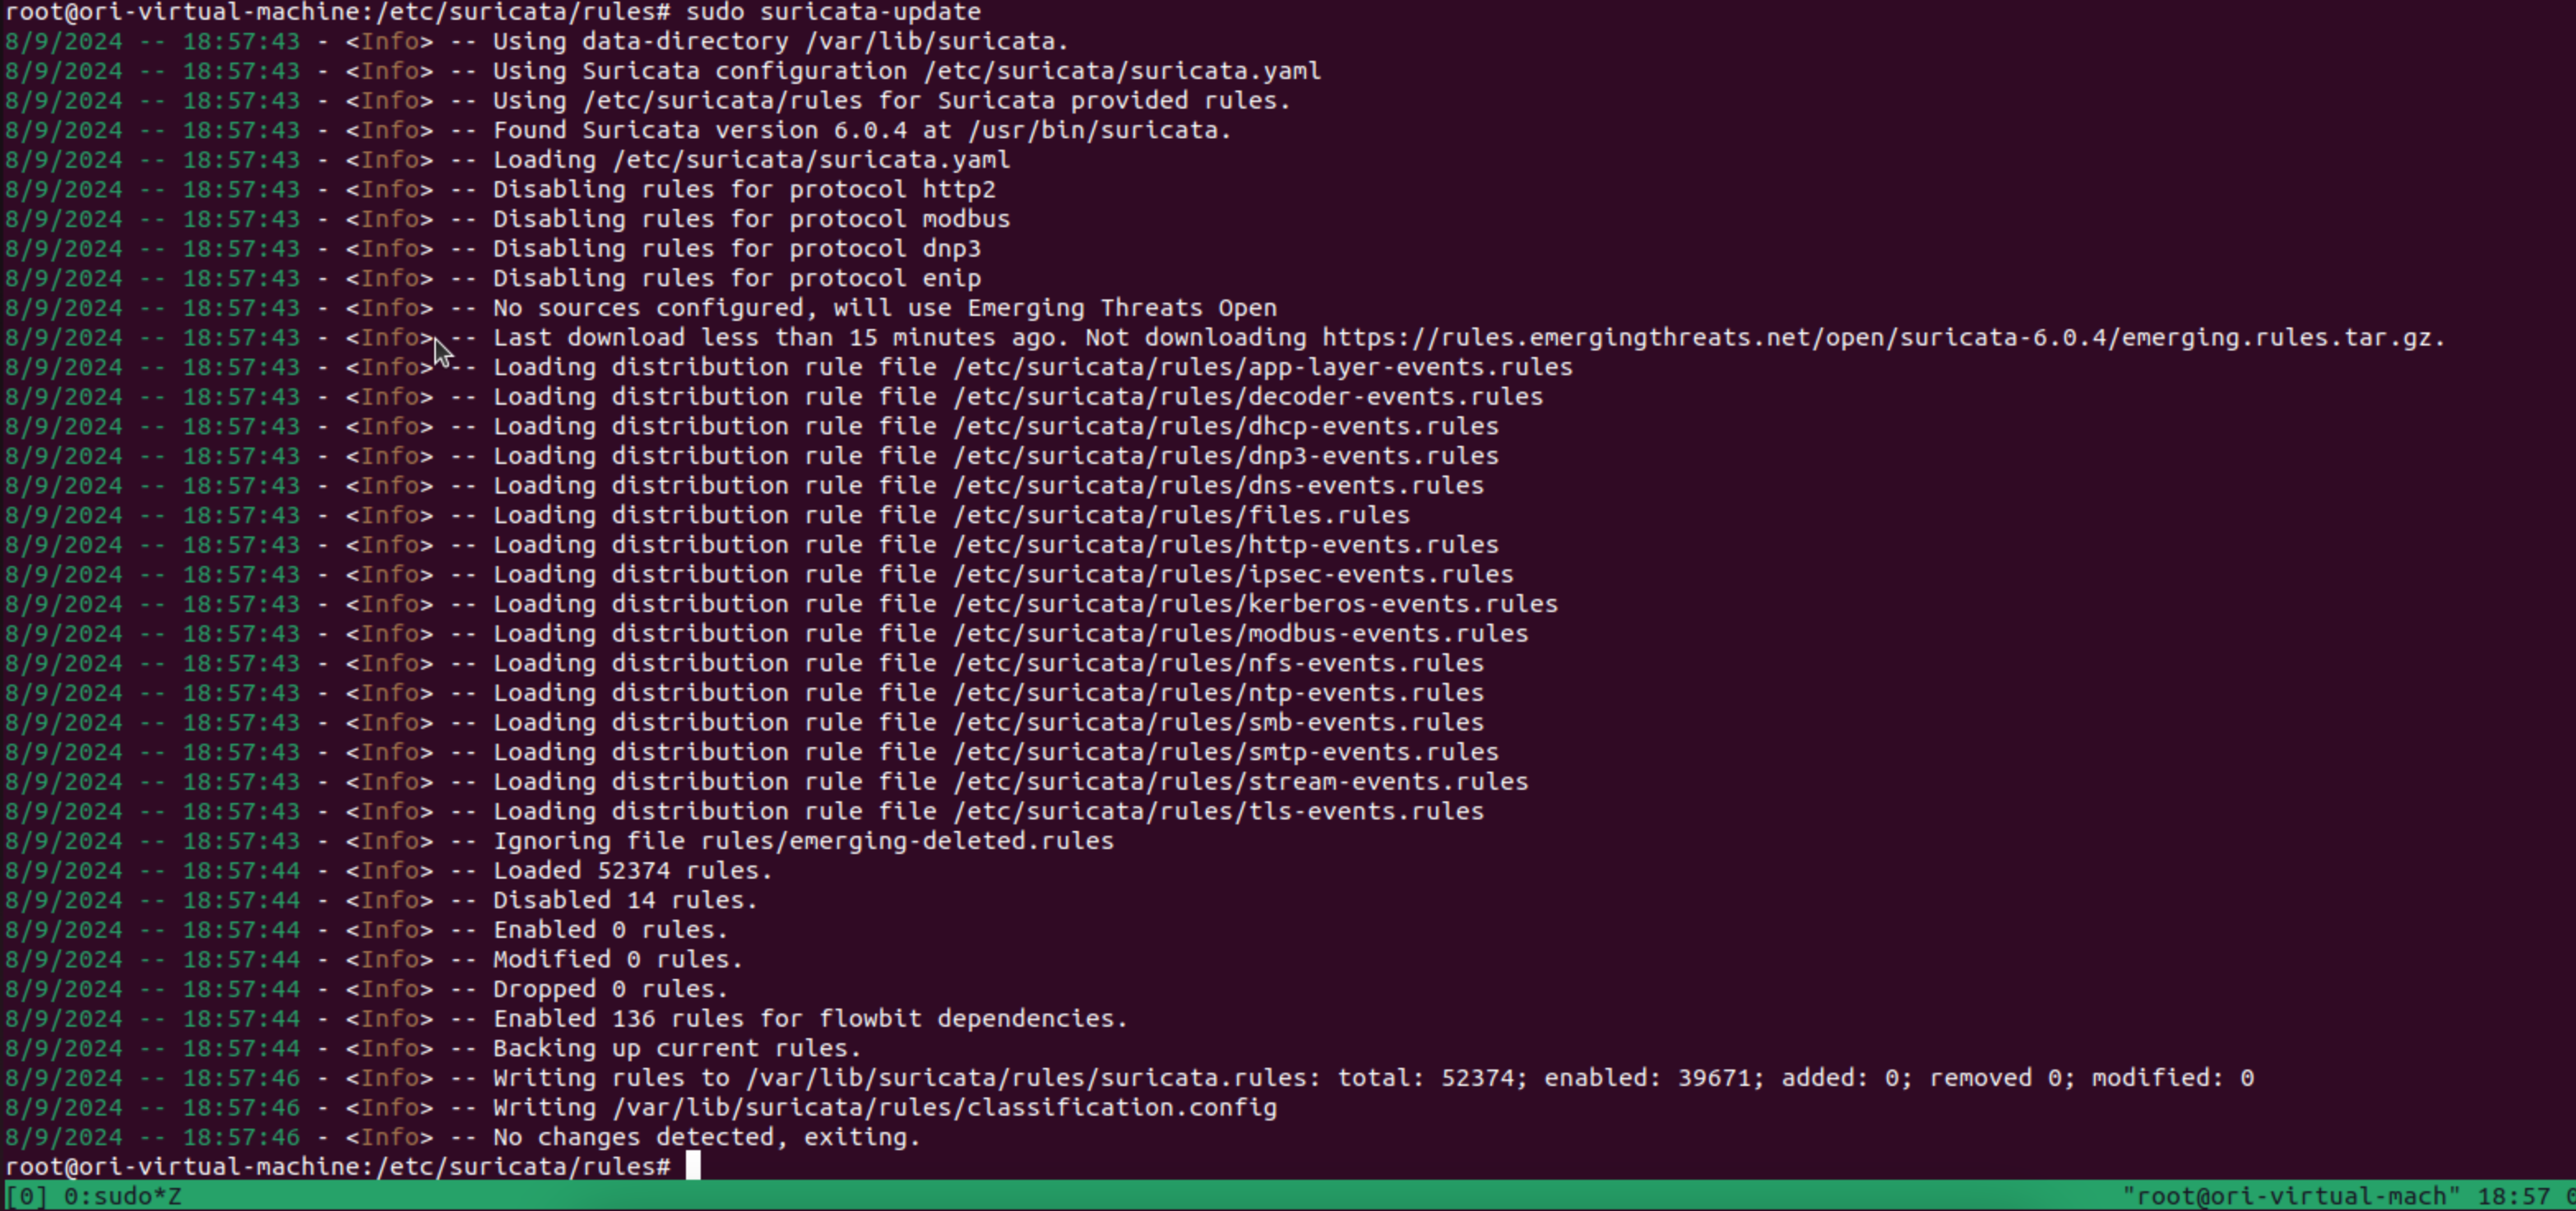 root@ori-virtual-machine:/etc/suricata/rules# sudo suricata-update
8/9/2024 -- 18:57:43 - <Info> -- Using data-directory /var/lib/suricata.
8/9/2024 -- 18:57:43 - <Info> -- Using Suricata configuration /etc/suricata/suricata.yaml
8/9/2024 -- 18:57:43 - <Info> -- Using /etc/suricata/rules for Suricata provided rules.
8/9/2024 -- 18:57:43 - <Info> -- Found Suricata version 6.0.4 at /usr/bin/suricata.
8/9/2024 -- 18:57:43 - <Info> -- Loading /etc/suricata/suricata.yaml
8/9/2024 -- 18:57:43 - <Info> -- Disabling rules for protocol http2
8/9/2024 -- 18:57:43 - <Info> -- Disabling rules for protocol modbus
8/9/2024 -- 18:57:43 - <Info> -- Disabling rules for protocol dnp3
8/9/2024 -- 18:57:43 - <Info> -- Disabling rules for protocol enip
8/9/2024 -- 18:57:43 - <Info> -- No sources configured, will use Emerging Threats Open
8/9/2024 -- 18:57:43 - <Info> -- Last download less than 15 minutes ago. Not downloading https://rules.emergingthreats.net/open/suricata-6.0.4/emerging.rules.tar.gz.
8/9/2024 -- 18:57:43 - <Info> -- Loading distribution rule file /etc/suricata/rules/app-layer-events.rules
8/9/2024 -- 18:57:43 - <Info> -- Loading distribution rule file /etc/suricata/rules/decoder-events.rules
8/9/2024 -- 18:57:43 - <Info> -- Loading distribution rule file /etc/suricata/rules/dhcp-events.rules
8/9/2024 -- 18:57:43 - <Info> -- Loading distribution rule file /etc/suricata/rules/dnp3-events.rules
8/9/2024 -- 18:57:43 - <Info> -- Loading distribution rule file /etc/suricata/rules/dns-events.rules
8/9/2024 -- 18:57:43 - <Info> -- Loading distribution rule file /etc/suricata/rules/files.rules
8/9/2024 -- 18:57:43 - <Info> -- Loading distribution rule file /etc/suricata/rules/http-events.rules
8/9/2024 -- 18:57:43 - <Info> -- Loading distribution rule file /etc/suricata/rules/ipsec-events.rules
8/9/2024 -- 18:57:43 - <Info> -- Loading distribution rule file /etc/suricata/rules/kerberos-events.rules
8/9/2024 -- 18:57:43 - <Info> -- Loading distribution rule file /etc/suricata/rules/modbus-events.rules
8/9/2024 -- 18:57:43 - <Info> -- Loading distribution rule file /etc/suricata/rules/nfs-events.rules
8/9/2024 -- 18:57:43 - <Info> -- Loading distribution rule file /etc/suricata/rules/ntp-events.rules
8/9/2024 -- 18:57:43 - <Info> -- Loading distribution rule file /etc/suricata/rules/smb-events.rules
8/9/2024 -- 18:57:43 - <Info> -- Loading distribution rule file /etc/suricata/rules/smtp-events.rules
8/9/2024 -- 18:57:43 - <Info> -- Loading distribution rule file /etc/suricata/rules/stream-events.rules
8/9/2024 -- 18:57:43 - <Info> -- Loading distribution rule file /etc/suricata/rules/tls-events.rules
8/9/2024 -- 18:57:43 - <Info> -- Ignoring file rules/emerging-deleted.rules
8/9/2024 -- 18:57:44 - <Info> -- Loaded 52374 rules.
8/9/2024 -- 18:57:44 - <Info> -- Disabled 14 rules.
8/9/2024 -- 18:57:44 - <Info> -- Enabled 0 rules.
8/9/2024 -- 18:57:44 - <Info> -- Modified 0 rules.
8/9/2024 -- 18:57:44 - <Info> -- Dropped 0 rules.
8/9/2024 -- 18:57:44 - <Info> -- Enabled 136 rules for flowbit dependencies.
8/9/2024 -- 18:57:44 - <Info> -- Backing up current rules.
8/9/2024 -- 18:57:46 - <Info> -- Writing rules to /var/lib/suricata/rules/suricata.rules: total: 52374; enabled: 39671; added: 0; removed 0; modified: 0
8/9/2024 -- 18:57:46 - <Info> -- Writing /var/lib/suricata/rules/classification.config
8/9/2024 -- 18:57:46 - <Info> -- No changes detected, exiting.
root@ori-virtual-machine:/etc/suricata/rules#
[0] 0:sudo*Z "root@ori-virtual-mach" 18:57 0